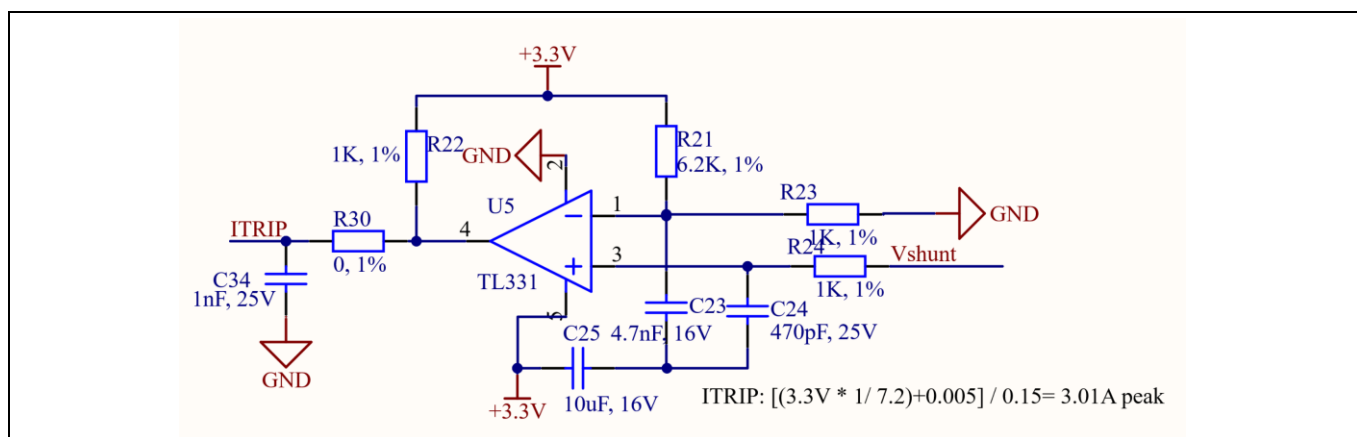 +3.3V
R22
1K, 1%
GND
2
R21
6.2K, 1%
U5
1
R23
1K, 1%
GND
ITRIP
R30
0, 1%
4
3
R24
1K, 1%
Vshunt
TL331
C34
1nF, 25V
GND
5
C25
10uF, 16V
C23
4.7nF, 16V
C24
470pF, 25V
+3.3V
ITRIP: [(3.3V * 1/ 7.2)+0.005] / 0.15= 3.01A peak